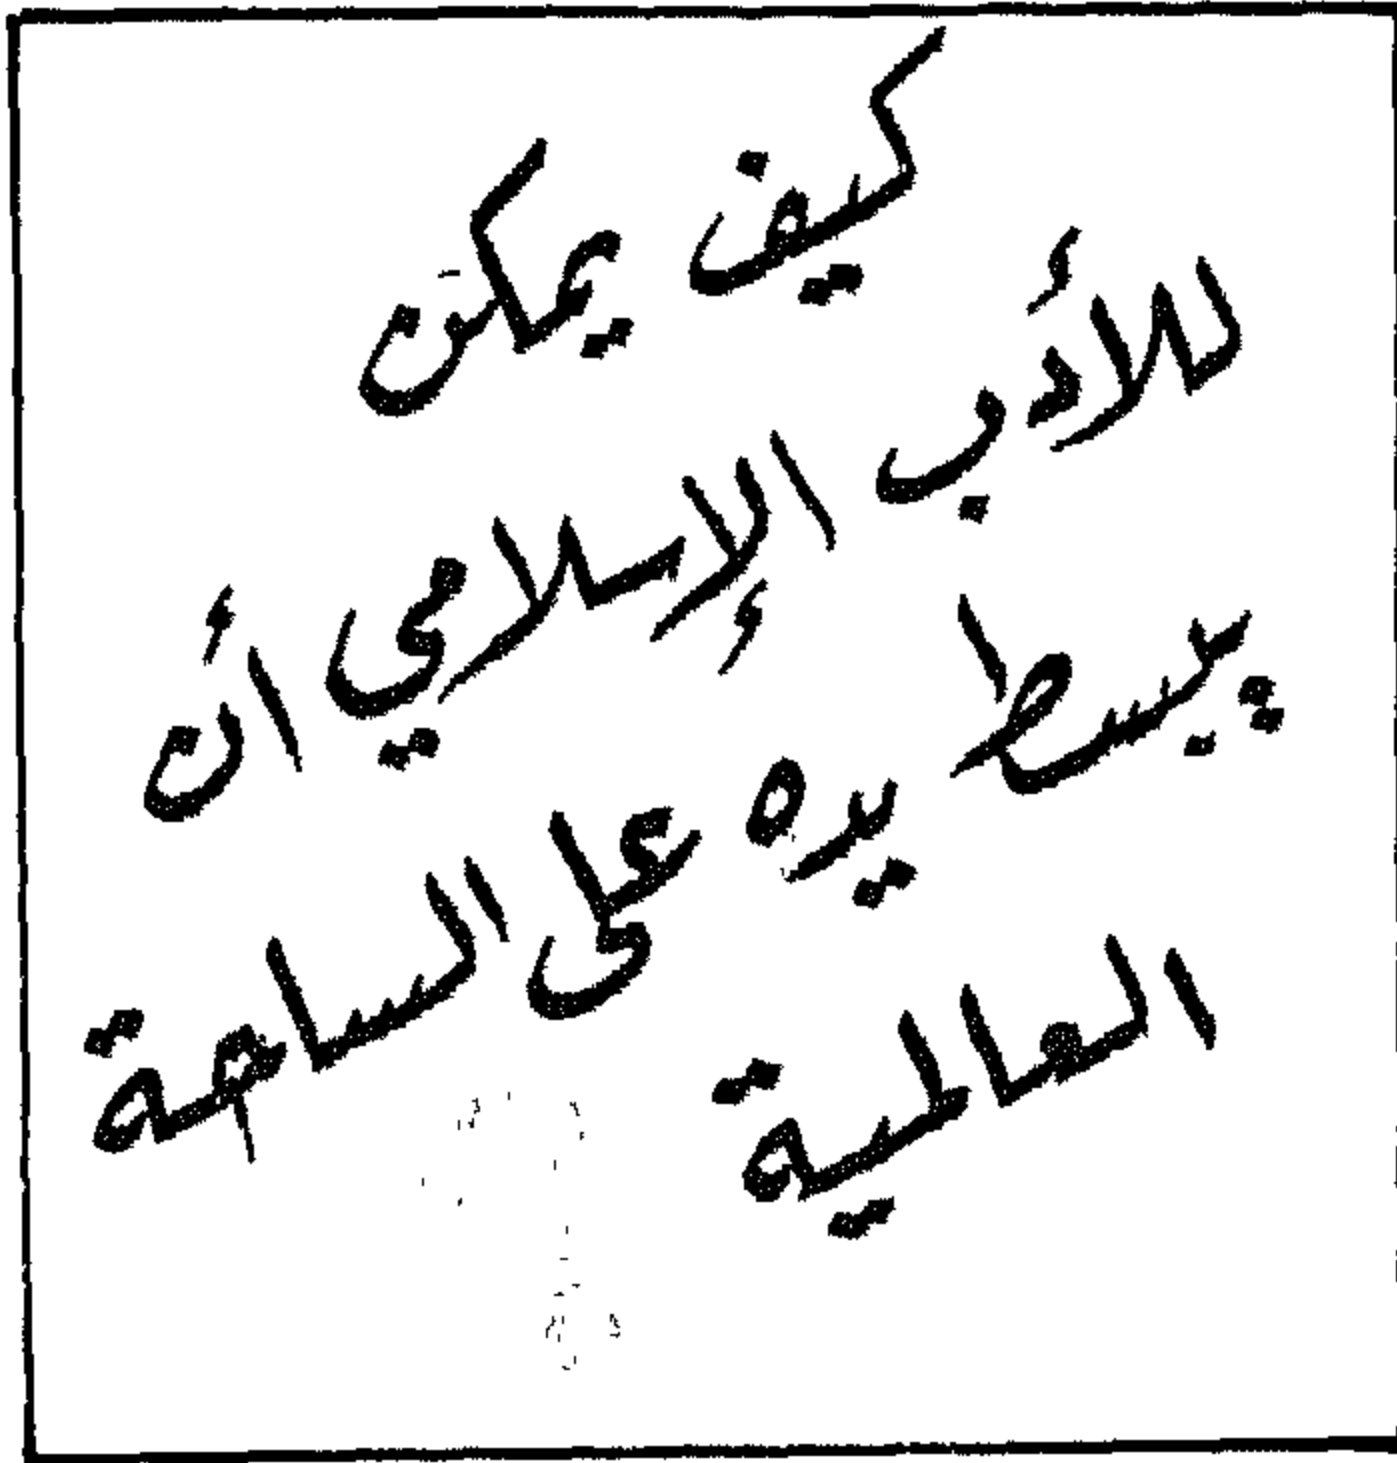 كيف يمكن
للأدب الإسلامي أن
يبسط يده على الساحة
العالمية